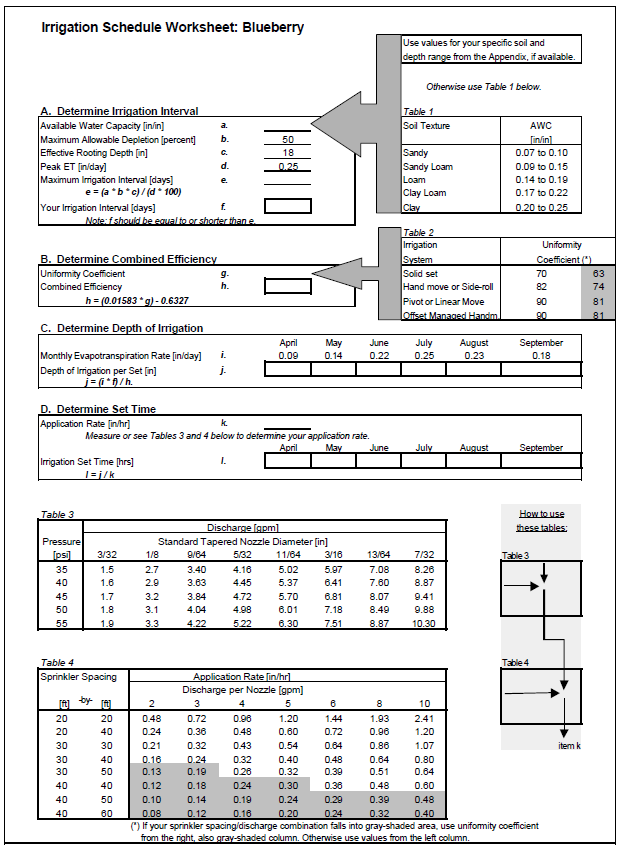 Irrigation Schedule Worksheet: Blueberry
Use values for your specific soil and
depth range from the Appendix, if available.
Otherwise use Table 1 below.
A. Determine Irrigation Interval
Available Water Capacity [in/in] a.
Maximum Allowable Depletion [percent] b. 50
Effective Rooting Depth [in] c. 18
Peak ET [in/day] d. 0.25
Maximum Irrigation Interval [days] e.
e = (a * b * c) / (d * 100)
Your Irrigation Interval [days] f.
Note: f should be equal to or shorter than e.
Table 1
Soil Texture AWC
[in/in]
Sandy 0.07 to 0.10
Sandy Loam 0.09 to 0.15
Loam 0.14 to 0.19
Clay Loam 0.17 to 0.22
Clay 0.20 to 0.25
Table 2
Irrigation Uniformity
System Coefficient (*)
Solid set 70 63
Hand move or Side-roll 82 74
Pivot or Linear Move 90 81
Offset Managed Handm 90 81
B. Determine Combined Efficiency
Uniformity Coefficient g.
Combined Efficiency h.
h = (0.01583 * g) - 0.6327
C. Determine Depth of Irrigation
April May June July August September
Monthly Evapotranspiration Rate [in/day] i. 0.09 0.14 0.22 0.25 0.23 0.18
Depth of Irrigation per Set [in] j.
j = (i * f) / h.
D. Determine Set Time
Application Rate [in/hr] k.
Measure or see Tables 3 and 4 below to determine your application rate.
April May June July August September
Irrigation Set Time [hrs] l.
l = j / k
Table 3
Discharge [gpm]
Pressure Standard Tapered Nozzle Diameter [in]
[psi] 3/32 1/8 9/64 5/32 11/64 3/16 13/64 7/32
35 1.5 2.7 3.40 4.16 5.02 5.97 7.08 8.26
40 1.6 2.9 3.63 4.45 5.37 6.41 7.60 8.87
45 1.7 3.2 3.84 4.72 5.70 6.81 8.07 9.41
50 1.8 3.1 4.04 4.98 6.01 7.18 8.49 9.88
55 1.9 3.3 4.22 5.22 6.30 7.51 8.87 10.30
How to use
these tables:
Table 3
Table 4
item k
Table 4
Sprinkler Spacing Application Rate [in/hr]
Discharge per Nozzle [gpm]
[ft] -by- [ft] 2 3 4 5 6 8 10
20 20 0.48 0.72 0.96 1.20 1.44 1.93 2.41
20 40 0.24 0.36 0.48 0.60 0.72 0.96 1.20
30 30 0.21 0.32 0.43 0.54 0.64 0.86 1.07
30 40 0.16 0.24 0.32 0.40 0.48 0.64 0.80
30 50 0.13 0.19 0.26 0.32 0.39 0.51 0.64
40 40 0.12 0.18 0.24 0.30 0.36 0.48 0.60
40 50 0.10 0.14 0.19 0.24 0.29 0.39 0.48
40 60 0.08 0.12 0.16 0.20 0.24 0.32 0.40
(*) If your sprinkler spacing/discharge combination falls into gray-shaded area, use uniformity coefficient
from the right, also gray-shaded column. Otherwise use values from the left column.